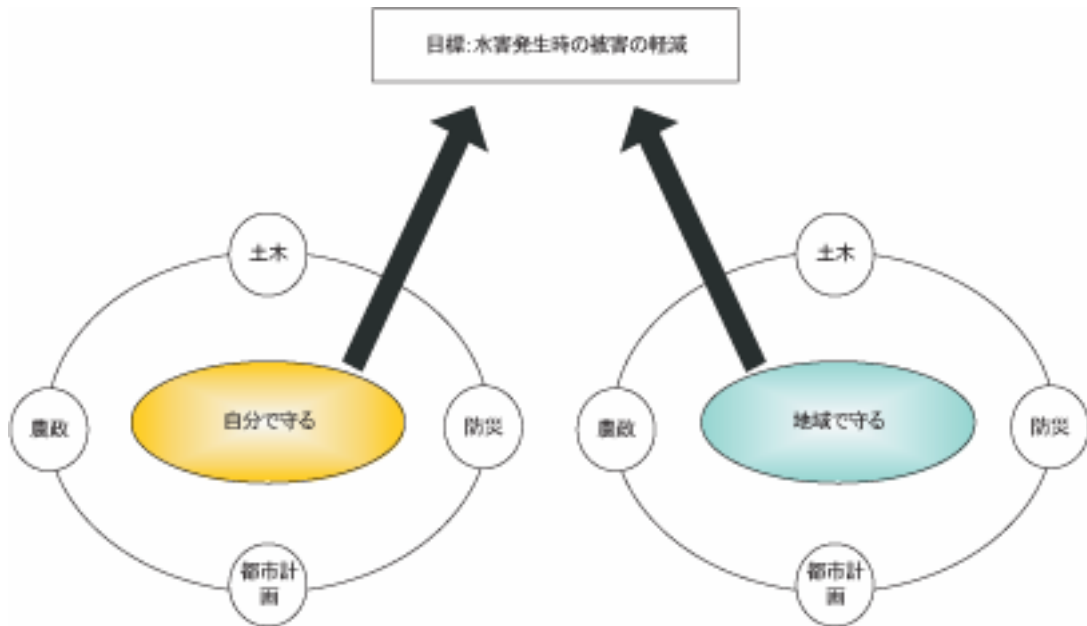 目標:水害発生時の被害の軽減
土木
農政
自分で守る
防災
都市計
画
土木
農政
地域で守る
防災
都市計
画